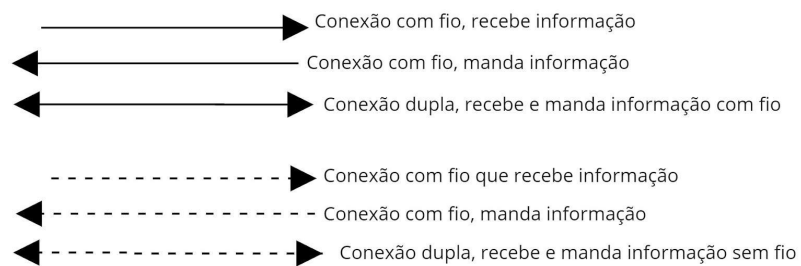 Conexão com fio, recebe informação
Conexão com fio, manda informação
Conexão dupla, recebe e manda informação com fio
Conexão com fio que recebe informação
Conexão com fio, manda informação
Conexão dupla, recebe e manda informação sem fio